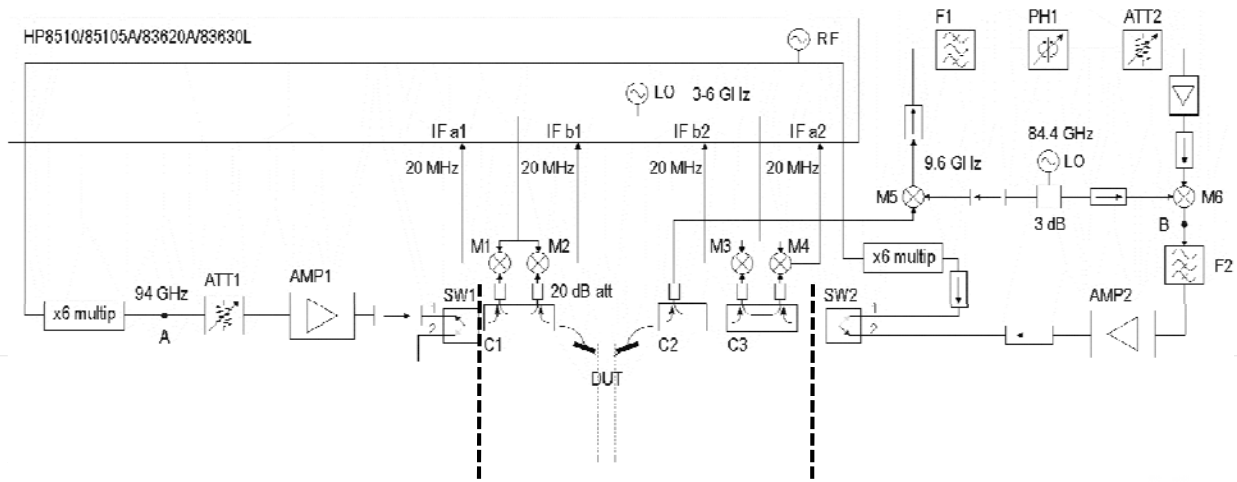 F1
PH1
ATT2
HP8510/85105A/83620A/83630L
RF
LO 3-6 GHz
84.4 GHz
LO
IF a1
IF b1
IF b2
IF a2
20 MHz
20 MHz
20 MHz
20 MHz
9.6 GHz
M5
M6
3 dB
B
M1
M2
M3
M4
x6 multip
F2
ATT1
AMP1
94 GHz
20 dB att
SW1
SW2
AMP2
x6 multip
A
1
2
1
2
C1
C2
C3
DUT